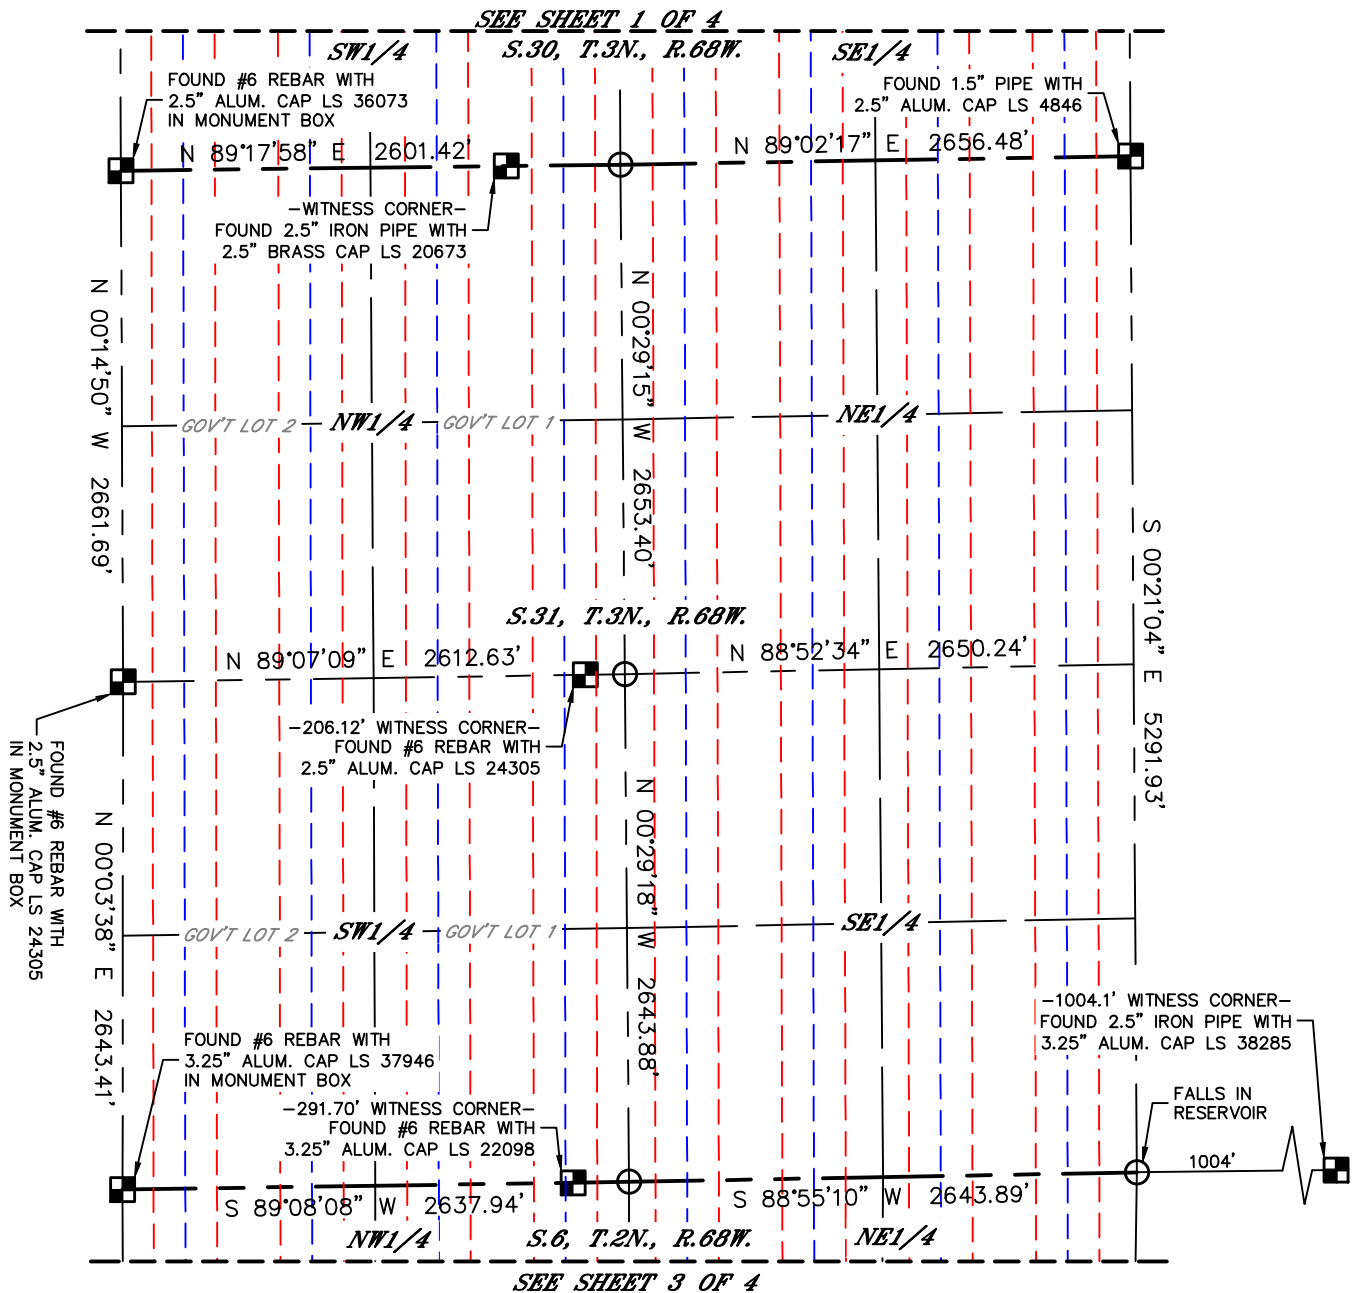 SEE SHEET 1 OF 4
SW1/4
S.30, T.3N., R.68W.
SE1/4
FOUND #6 REBAR WITH
2.5" ALUM. CAP LS 36073
IN MONUMENT BOX
FOUND 1.5" PIPE WITH
2.5" ALUM. CAP LS 4846
N 89°17'58" E 2601.42'
N 89°02'17" E 2656.48'
-WITNESS CORNER-
FOUND 2.5" IRON PIPE WITH
2.5" BRASS CAP LS 20673
N 00°14'50" W 2661.69'
N 00°29'15" W 2653.40'
GOV'T LOT 2
NW1/4
GOV'T LOT 1
NE1/4
S 00°21'04" E 5291.93'
S.31, T.3N., R.68W.
N 89°07'09" E 2612.63'
N 88°52'34" E 2650.24'
-206.12' WITNESS CORNER-
FOUND #6 REBAR WITH
2.5" ALUM. CAP LS 24305
FOUND #6 REBAR WITH
2.5" ALUM. CAP LS 24305
IN MONUMENT BOX
N 00°03'38" E 2643.41'
N 00°29'18" W 2643.88'
GOV'T LOT 2
SW1/4
GOV'T LOT 1
SE1/4
-1004.1' WITNESS CORNER-
FOUND 2.5" IRON PIPE WITH
3.25" ALUM. CAP LS 38285
FOUND #6 REBAR WITH
3.25" ALUM. CAP LS 37946
IN MONUMENT BOX
FALLS IN
RESERVOIR
-291.70' WITNESS CORNER-
FOUND #6 REBAR WITH
3.25" ALUM. CAP LS 22098
1004'
S 89°08'08" W 2637.94'
S 88°55'10" W 2643.89'
NW1/4
S.6, T.2N., R.68W.
NE1/4
SEE SHEET 3 OF 4